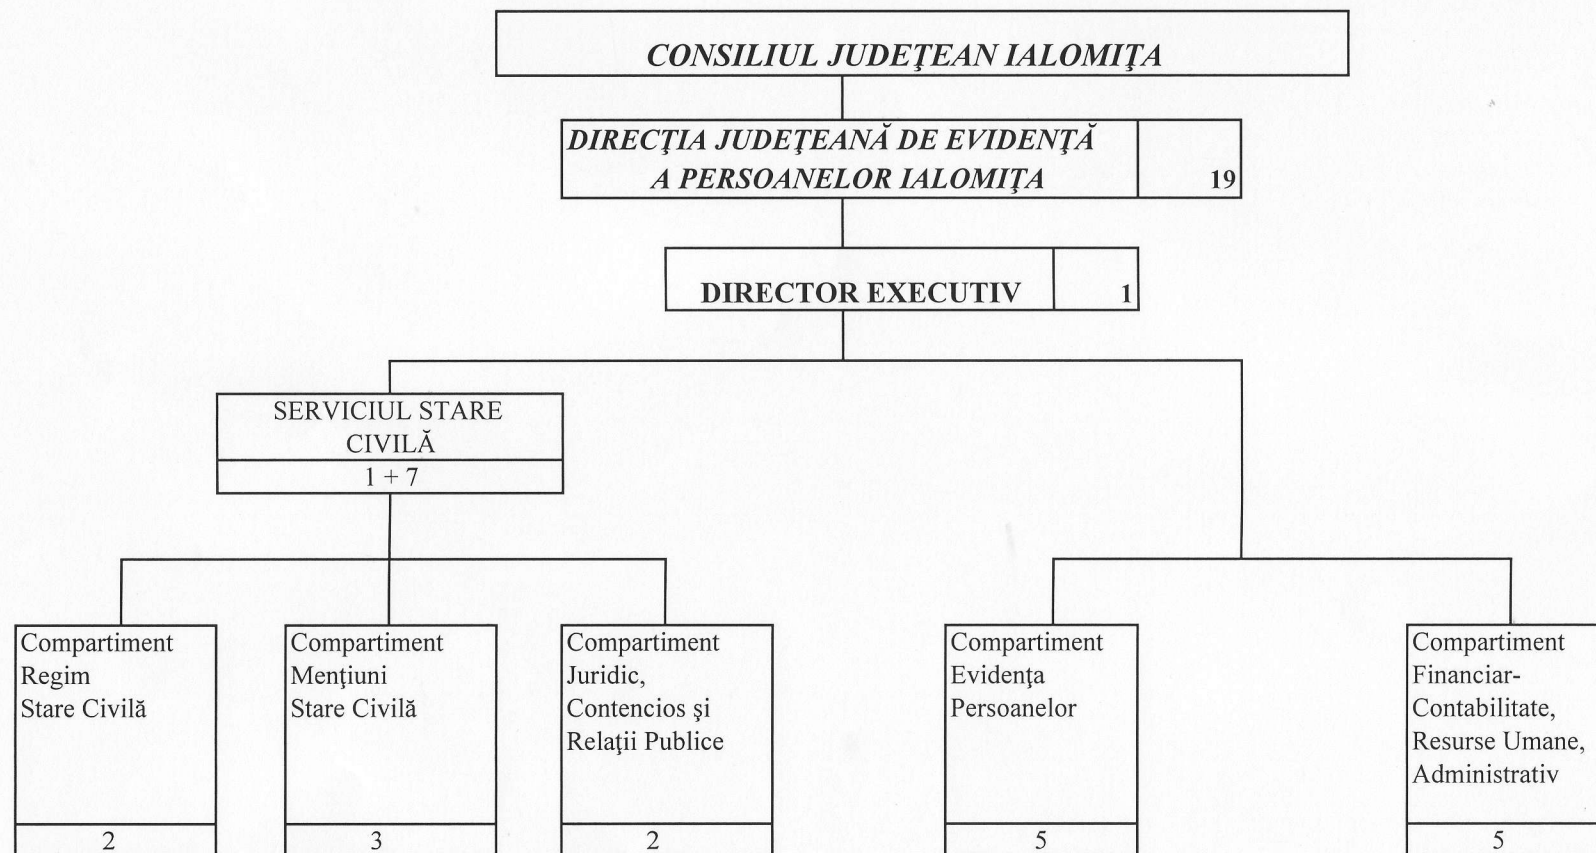 CONSILIUL JUDEŢEAN IALOMIŢA
DIRECŢIA JUDEŢEANĂ DE EVIDENŢĂ
A PERSOANELOR IALOMIŢA
19
DIRECTOR EXECUTIV
1
SERVICIUL STARE
CIVILĂ
1 + 7
Compartiment
Regim
Stare Civilă
2
Compartiment
Menţiuni
Stare Civilă
3
Compartiment
Juridic,
Contencios şi
Relaţii Publice
2
Compartiment
Evidenţa
Persoanelor
5
Compartiment
Financiar-
Contabilitate,
Resurse Umane,
Administrativ
5